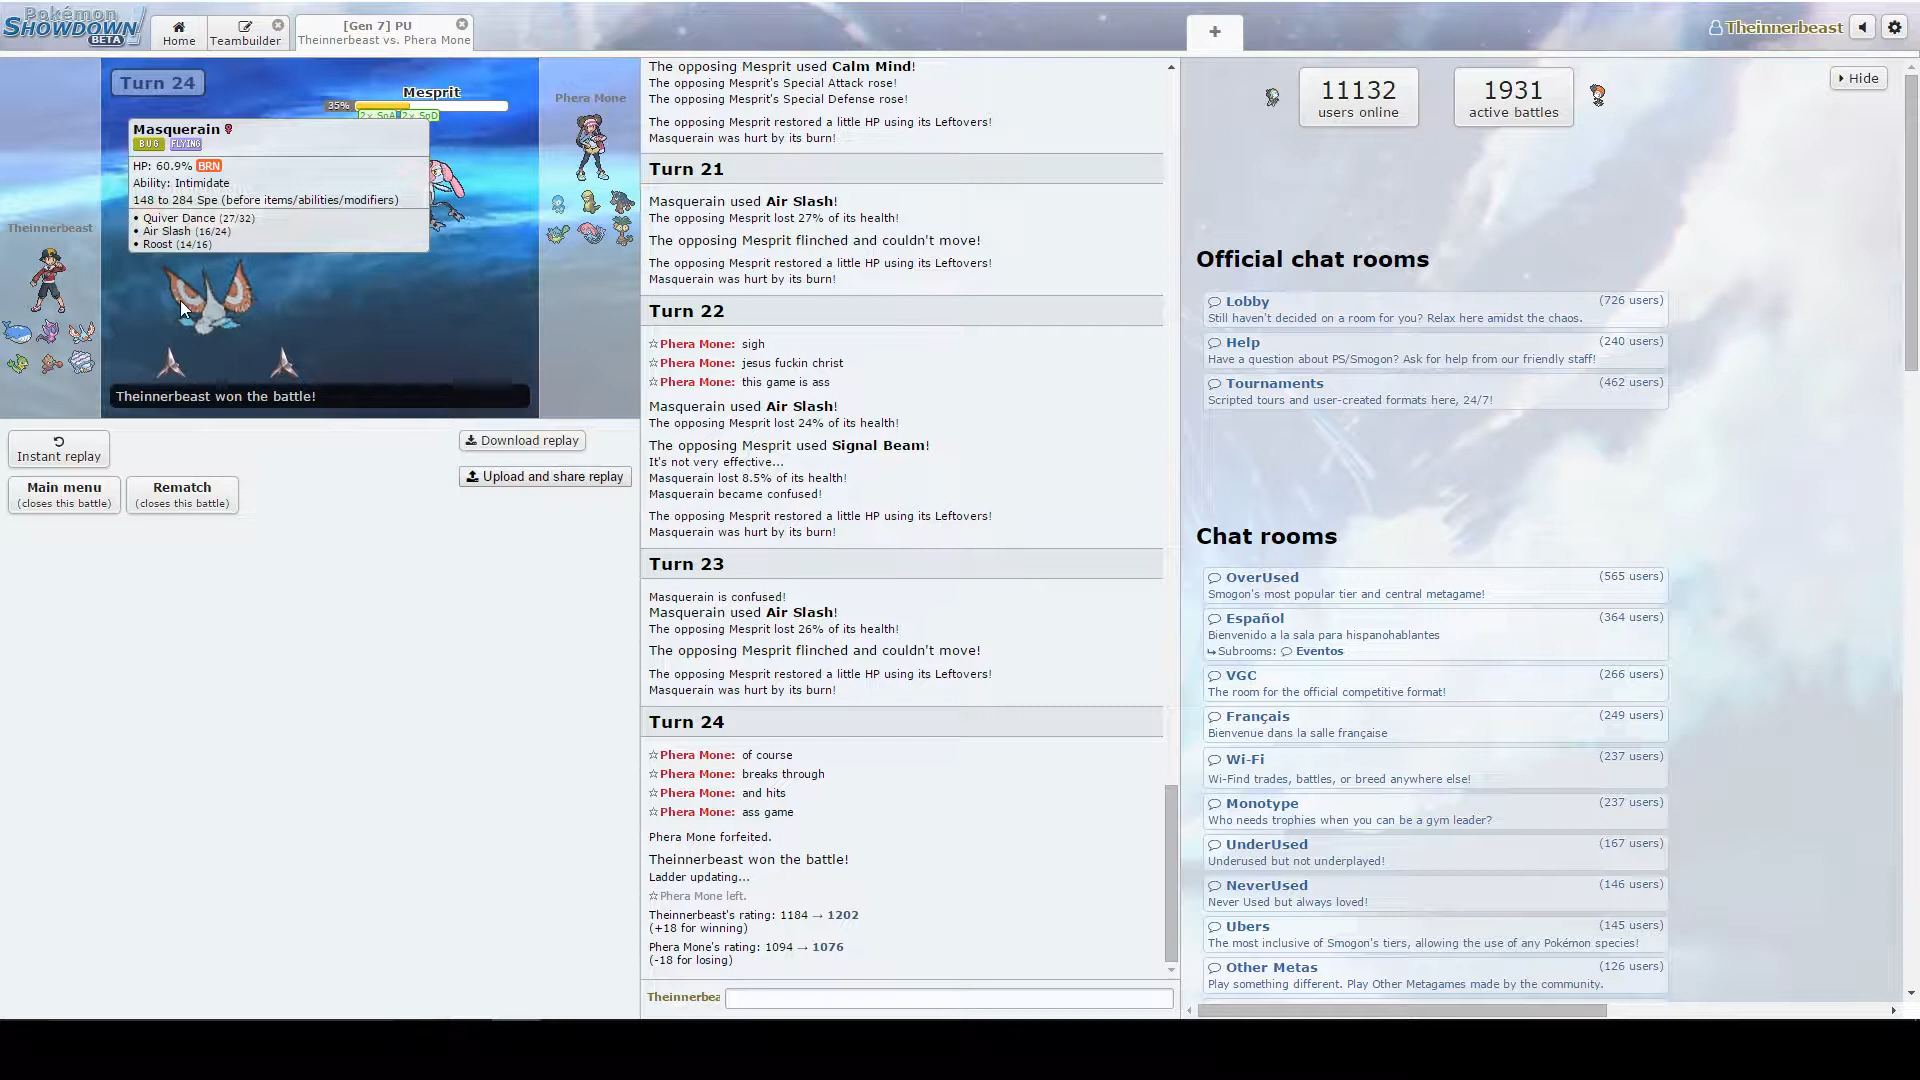 Pokémon
SHOWDOWN!
BETA
Home
Teambuilder
[Gen 7] PU
Theinnerbeast vs. Phera Mone
+
Theinnerbeast
Turn 24
Mesprit
35%
2× SpA 2× SpD
Masquerain
BUG FLYING
HP: 60.9% BRN
Ability: Intimidate
148 to 284 Spe (before items/abilities/modifiers)
• Quiver Dance (27/32)
• Air Slash (16/24)
• Roost (14/16)
Theinnerbeast
Phera Mone
Theinnerbeast won the battle!
Instant replay
Download replay
Upload and share replay
Main menu
(closes this battle)
Rematch
(closes this battle)
The opposing Mesprit used Calm Mind!
The opposing Mesprit's Special Attack rose!
The opposing Mesprit's Special Defense rose!
The opposing Mesprit restored a little HP using its Leftovers!
Masquerain was hurt by its burn!
Turn 21
Masquerain used Air Slash!
The opposing Mesprit lost 27% of its health!
The opposing Mesprit flinched and couldn't move!
The opposing Mesprit restored a little HP using its Leftovers!
Masquerain was hurt by its burn!
Turn 22
☆Phera Mone: sigh
☆Phera Mone: jesus fuckin christ
☆Phera Mone: this game is ass
Masquerain used Air Slash!
The opposing Mesprit lost 24% of its health!
The opposing Mesprit used Signal Beam!
It's not very effective...
Masquerain lost 8.5% of its health!
Masquerain became confused!
The opposing Mesprit restored a little HP using its Leftovers!
Masquerain was hurt by its burn!
Turn 23
Masquerain is confused!
Masquerain used Air Slash!
The opposing Mesprit lost 26% of its health!
The opposing Mesprit flinched and couldn't move!
The opposing Mesprit restored a little HP using its Leftovers!
Masquerain was hurt by its burn!
Turn 24
☆Phera Mone: of course
☆Phera Mone: breaks through
☆Phera Mone: and hits
☆Phera Mone: ass game
Phera Mone forfeited.
Theinnerbeast won the battle!
Ladder updating...
☆Phera Mone left.
Theinnerbeast's rating: 1184 → 1202
(+18 for winning)
Phera Mone's rating: 1094 → 1076
(-18 for losing)
Theinnerbea
Hide
11132
users online
1931
active battles
Official chat rooms
Lobby (726 users)
Still haven't decided on a room for you? Relax here amidst the chaos.
Help (240 users)
Have a question about PS/Smogon? Ask for help from our friendly staff!
Tournaments (462 users)
Scripted tours and user-created formats here, 24/7!
Chat rooms
OverUsed (565 users)
Smogon's most popular tier and central metagame!
Español (364 users)
Bienvenido a la sala para hispanohablantes
↳Subrooms: Eventos
VGC (266 users)
The room for the official competitive format!
Français (249 users)
Bienvenue dans la salle française
Wi-Fi (237 users)
Wi-Find trades, battles, or breed anywhere else!
Monotype (237 users)
Who needs trophies when you can be a gym leader?
UnderUsed (167 users)
Underused but not underplayed!
NeverUsed (146 users)
Never Used but always loved!
Ubers (145 users)
The most inclusive of Smogon's tiers, allowing the use of any Pokémon species!
Other Metas (126 users)
Play something different. Play Other Metagames made by the community.